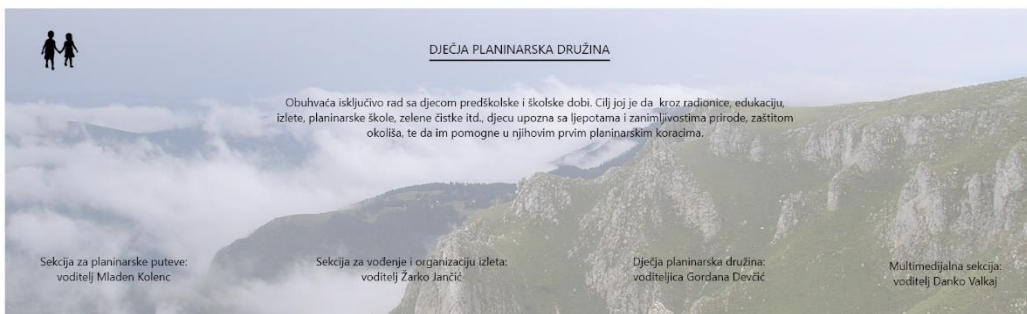 DJEČJA PLANINARSKA DRUŽINA
Obuhvaća isključivo rad sa djecom predškolske i školske dobi. Cilj joj je da kroz radionice, edukaciju,
izlete, planinarske škole, zelene čistke itd., djecu upozna sa ljepotama i zanimljivostima prirode, zaštitom
okoliša, te da im pomogne u njihovim prvim planinarskim koracima.
Sekcija za planinarske puteve:
voditelj Mladen Kolenc
Sekcija za vođenje i organizaciju izleta:
voditelj Žarko Jančić
Dječja planinarska družina:
voditeljica Gordana Devčić
Multimedijalna sekcija:
voditelj Danko Valkaj